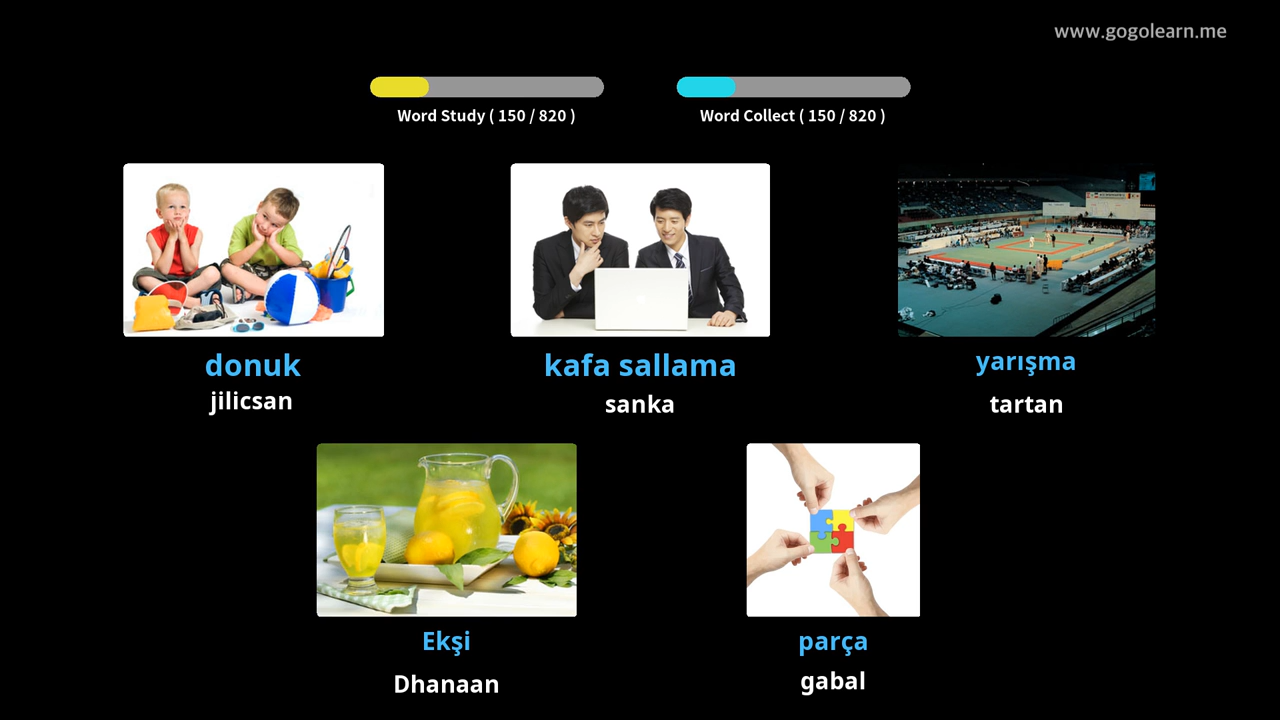 www.gogolearn.me
Word Study ( 150 / 820 )
Word Collect ( 150 / 820 )
donuk
jilicsan
kafa sallama
sanka
yarışma
tartan
Ekşi
Dhanaan
parça
gabal